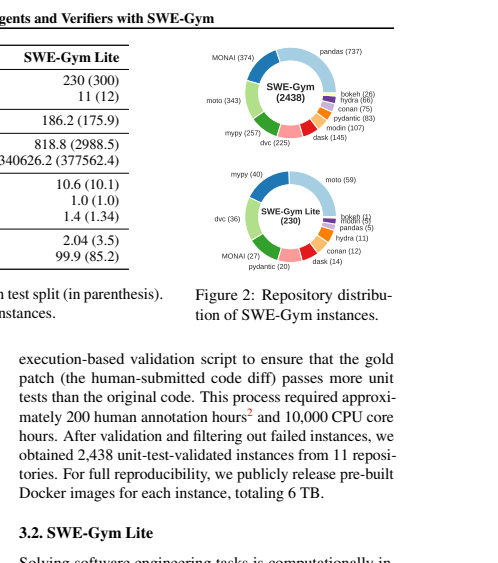 gents and Verifiers with SWE-Gym
SWE-Gym Lite
230 (300)
11 (12)
186.2 (175.9)
818.8 (2988.5)
340626.2 (377562.4)
10.6 (10.1)
1.0 (1.0)
1.4 (1.34)
2.04 (3.5)
99.9 (85.2)
n test split (in parenthesis).
nstances.
pandas (737)
MONAI (374)
moto (343)
mypy (257)
dvc (225)
dask (145)
modin (107)
pydantic (83)
conan (75)
hydra (66)
bokeh (26)
SWE-Gym
(2438)
mypy (40)
moto (59)
dvc (36)
MONAI (27)
pydantic (20)
dask (14)
conan (12)
hydra (11)
pandas (5)
modin (5)
bokeh (1)
SWE-Gym Lite
(230)
Figure 2: Repository distribu-
tion of SWE-Gym instances.
execution-based validation script to ensure that the gold
patch (the human-submitted code diff) passes more unit
tests than the original code. This process required approxi-
mately 200 human annotation hours2 and 10,000 CPU core
hours. After validation and filtering out failed instances, we
obtained 2,438 unit-test-validated instances from 11 reposi-
tories. For full reproducibility, we publicly release pre-built
Docker images for each instance, totaling 6 TB.
3.2. SWE-Gym Lite
Solving software engineering tasks is computationally in-